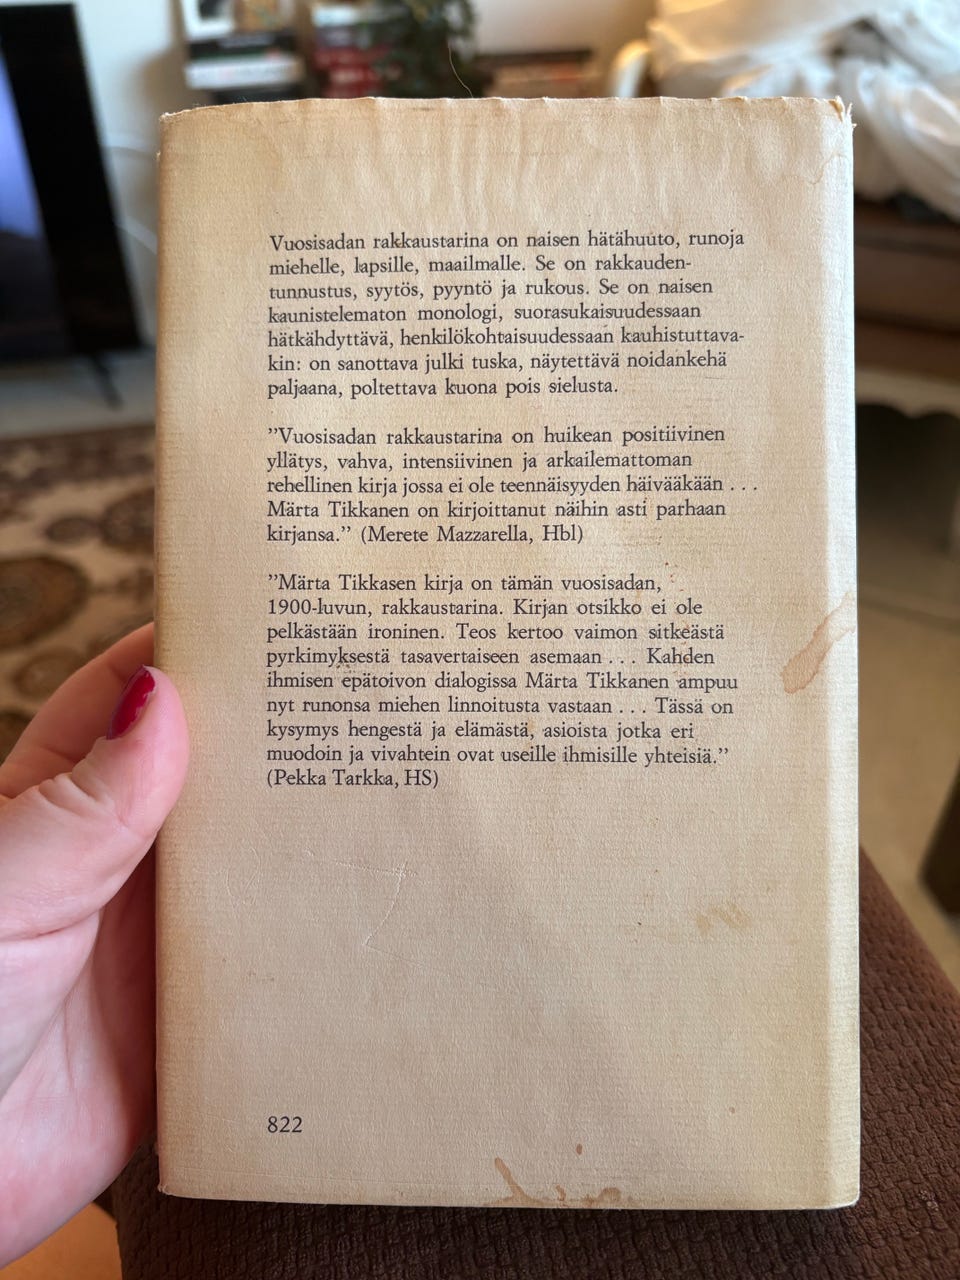 Vuosisadan rakkaustarina on naisen hätähuuto, runoja
miehelle, lapsille, maailmalle. Se on rakkauden-
tunnustus, syytös, pyyntö ja rukous. Se on naisen
kaunistelematon monologi, suorasukaisuudessaan
hätkähdyttävä, henkilökohtaisuudessaan kauhistuttava-
kin: on sanottava julki tuska, näytettävä noidankehä
paljaana, poltettava kuona pois sielusta.
”Vuosisadan rakkaustarina on huikean positiivinen
yllätys, vahva, intensiivinen ja arkailemattoman
rehellinen kirja jossa ei ole teennäisyyden häivääkään . . .
Märta Tikkanen on kirjoittanut näihin asti parhaan
kirjansa.” (Merete Mazzarella, Hbl)
”Märta Tikkasen kirja on tämän vuosisadan,
1900-luvun, rakkaustarina. Kirjan otsikko ei ole
pelkästään ironinen. Teos kertoo vaimon sitkeästä
pyrkimyksestä tasavertaiseen asemaan . . . Kahden
ihmisen epätoivon dialogissa Märta Tikkanen ampuu
nyt runonsa miehen linnoitusta vastaan . . . Tässä on
kysymys hengestä ja elämästä, asioista jotka eri
muodoin ja vivahtein ovat useille ihmisille yhteisiä.”
(Pekka Tarkka, HS)
822